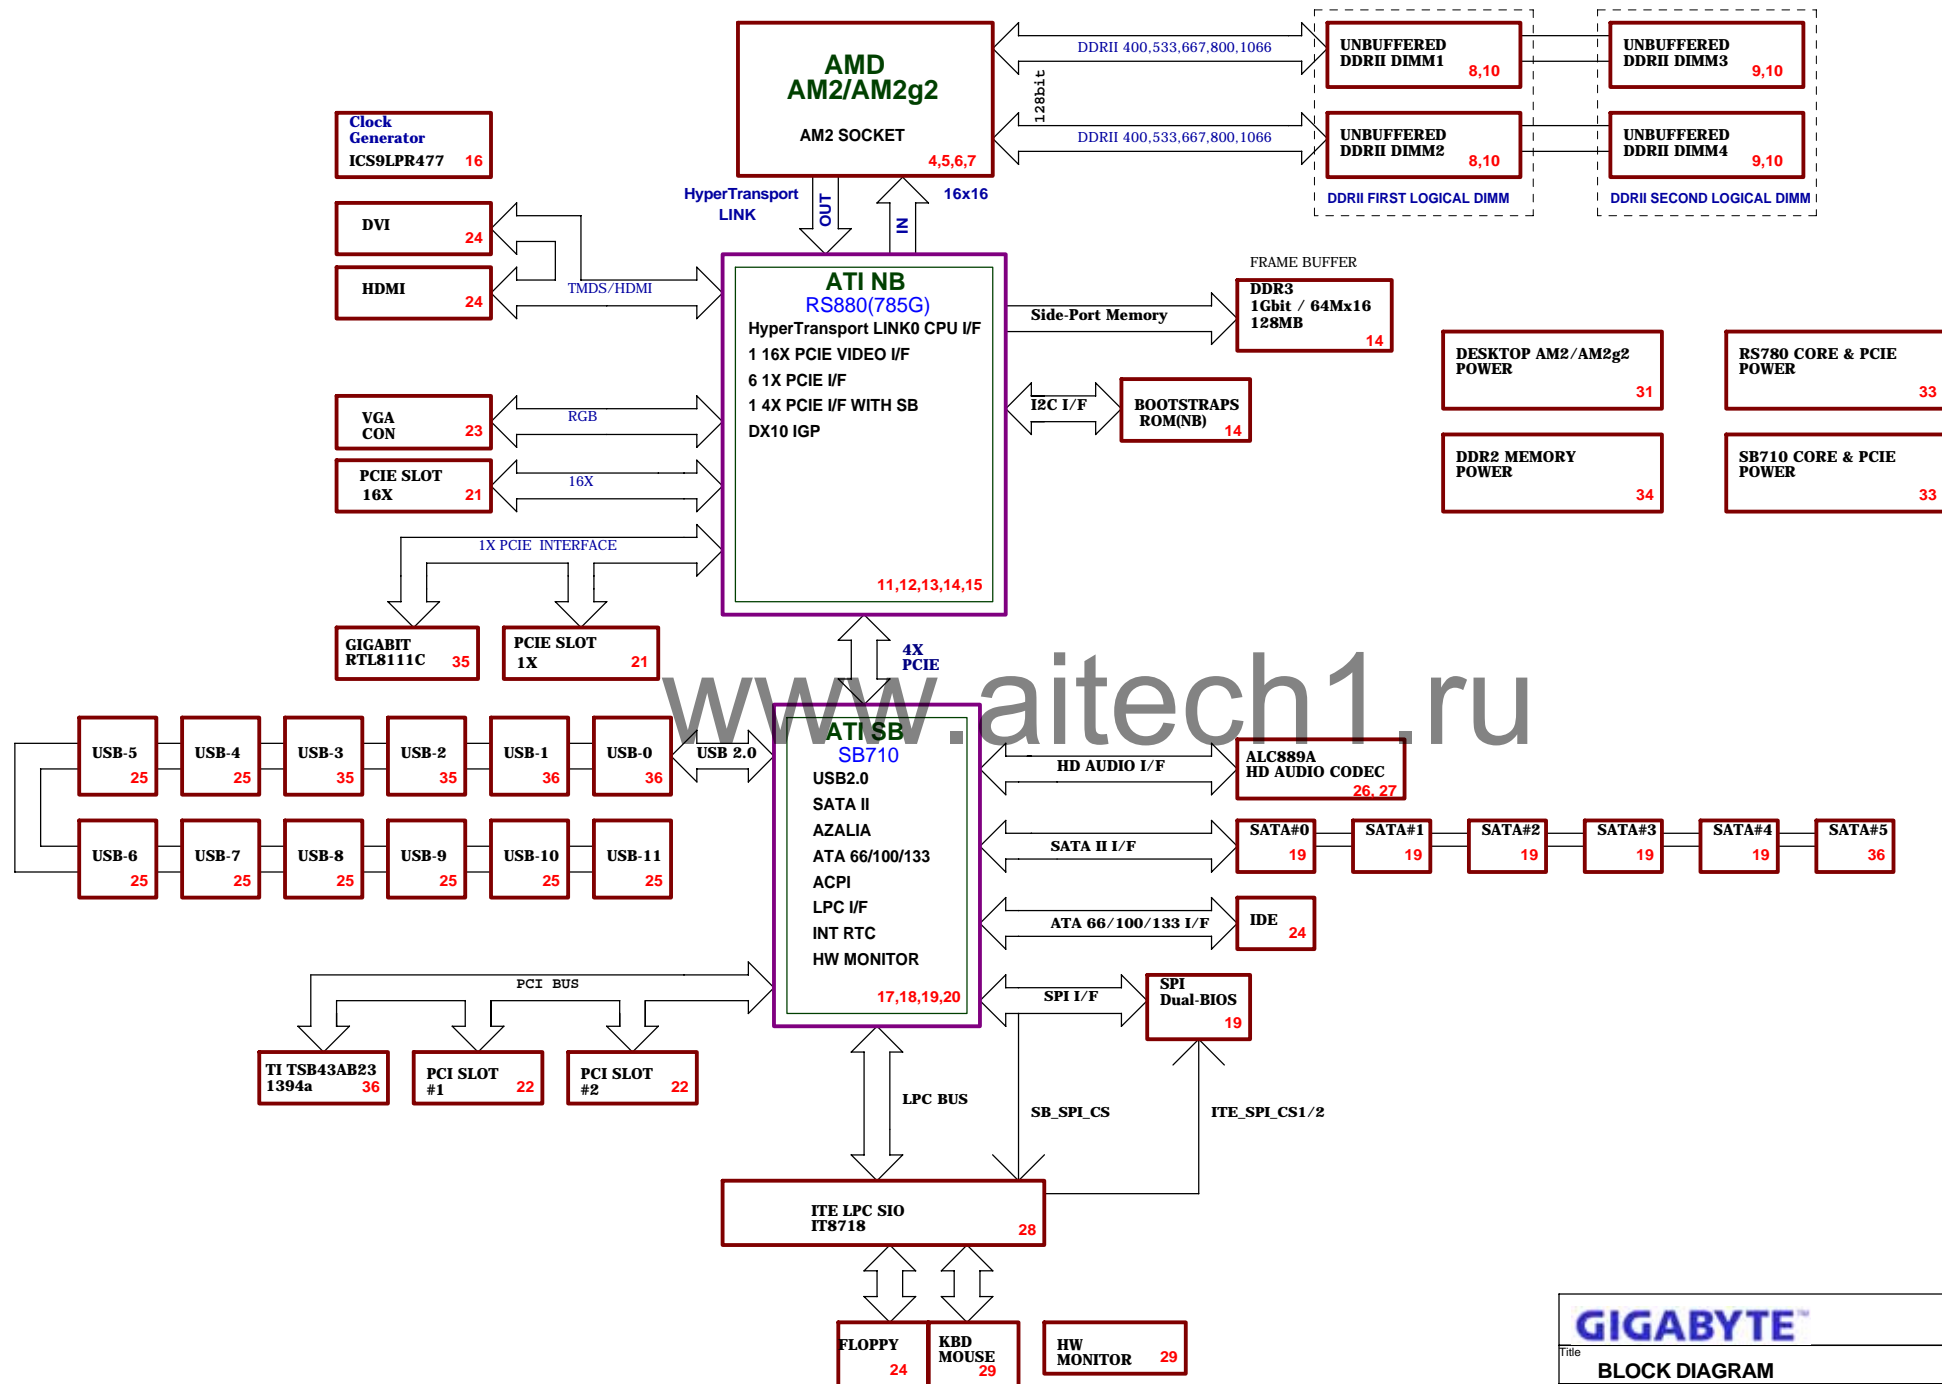 AMD
AM2/AM2g2
AM2 SOCKET
4,5,6,7
DDRII 400,533,667,800,1066
128bit
DDRII 400,533,667,800,1066
UNBUFFERED
DDRII DIMM1
8,10
UNBUFFERED
DDRII DIMM3
9,10
UNBUFFERED
DDRII DIMM2
8,10
UNBUFFERED
DDRII DIMM4
9,10
DDRII FIRST LOGICAL DIMM
DDRII SECOND LOGICAL DIMM
Clock
Generator
ICS9LPR477 16
HyperTransport
LINK
OUT
IN
16x16
DVI
24
HDMI
24
TMDS/HDMI
ATI NB
RS880(785G)
HyperTransport LINK0 CPU I/F
1 16X PCIE VIDEO I/F
6 1X PCIE I/F
1 4X PCIE I/F WITH SB
DX10 IGP
11,12,13,14,15
FRAME BUFFER
DDR3
1Gbit / 64Mx16
128MB
14
Side-Port Memory
I2C I/F
BOOTSTRAPS
ROM(NB)
14
DESKTOP AM2/AM2g2
POWER
31
RS780 CORE & PCIE
POWER
33
DDR2 MEMORY
POWER
34
SB710 CORE & PCIE
POWER
33
VGA
CON
23
RGB
PCIE SLOT
16X
21
16X
1X PCIE INTERFACE
GIGABIT
RTL8111C
35
PCIE SLOT
1X
21
4X
PCIE
www.aitech1.ru
USB-5
25
USB-4
25
USB-3
35
USB-2
35
USB-1
36
USB-0
36
USB 2.0
USB-6
25
USB-7
25
USB-8
25
USB-9
25
USB-10
25
USB-11
25
ATI SB
SB710
USB2.0
SATA II
AZALIA
ATA 66/100/133
ACPI
LPC I/F
INT RTC
HW MONITOR
17,18,19,20
HD AUDIO I/F
ALC889A
HD AUDIO CODEC
26, 27
SATA II I/F
SATA#0
19
SATA#1
19
SATA#2
19
SATA#3
19
SATA#4
19
SATA#5
36
ATA 66/100/133 I/F
IDE
24
SPI I/F
SPI
Dual-BIOS
19
PCI BUS
TI TSB43AB23
1394a
36
PCI SLOT
#1
22
PCI SLOT
#2
22
LPC BUS
SB_SPI_CS
ITE_SPI_CS1/2
ITE LPC SIO
IT8718
28
FLOPPY
24
KBD
MOUSE
29
HW
MONITOR
29
GIGABYTE™
Title
BLOCK DIAGRAM